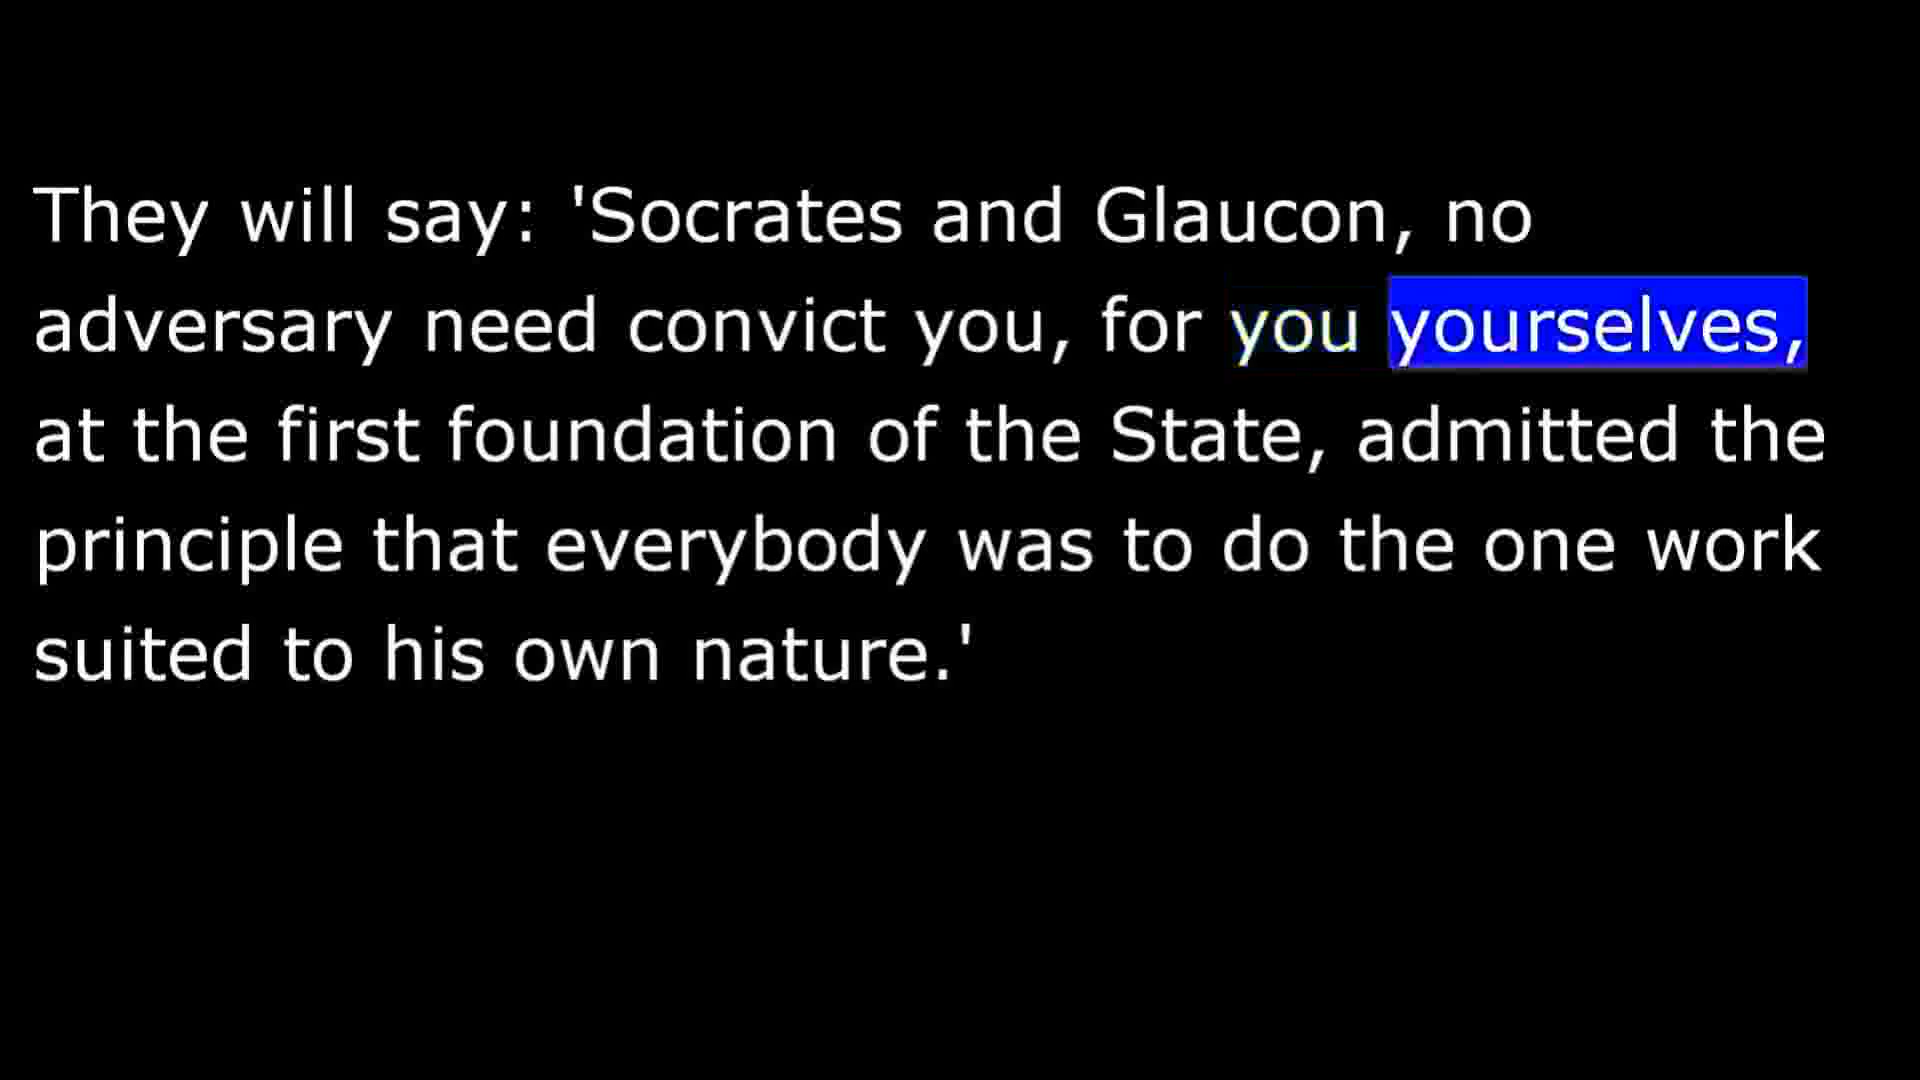 They will say: 'Socrates and Glaucon, no
adversary need convict you, for you yourselves,
at the first foundation of the State, admitted the
principle that everybody was to do the one work
suited to his own nature.'